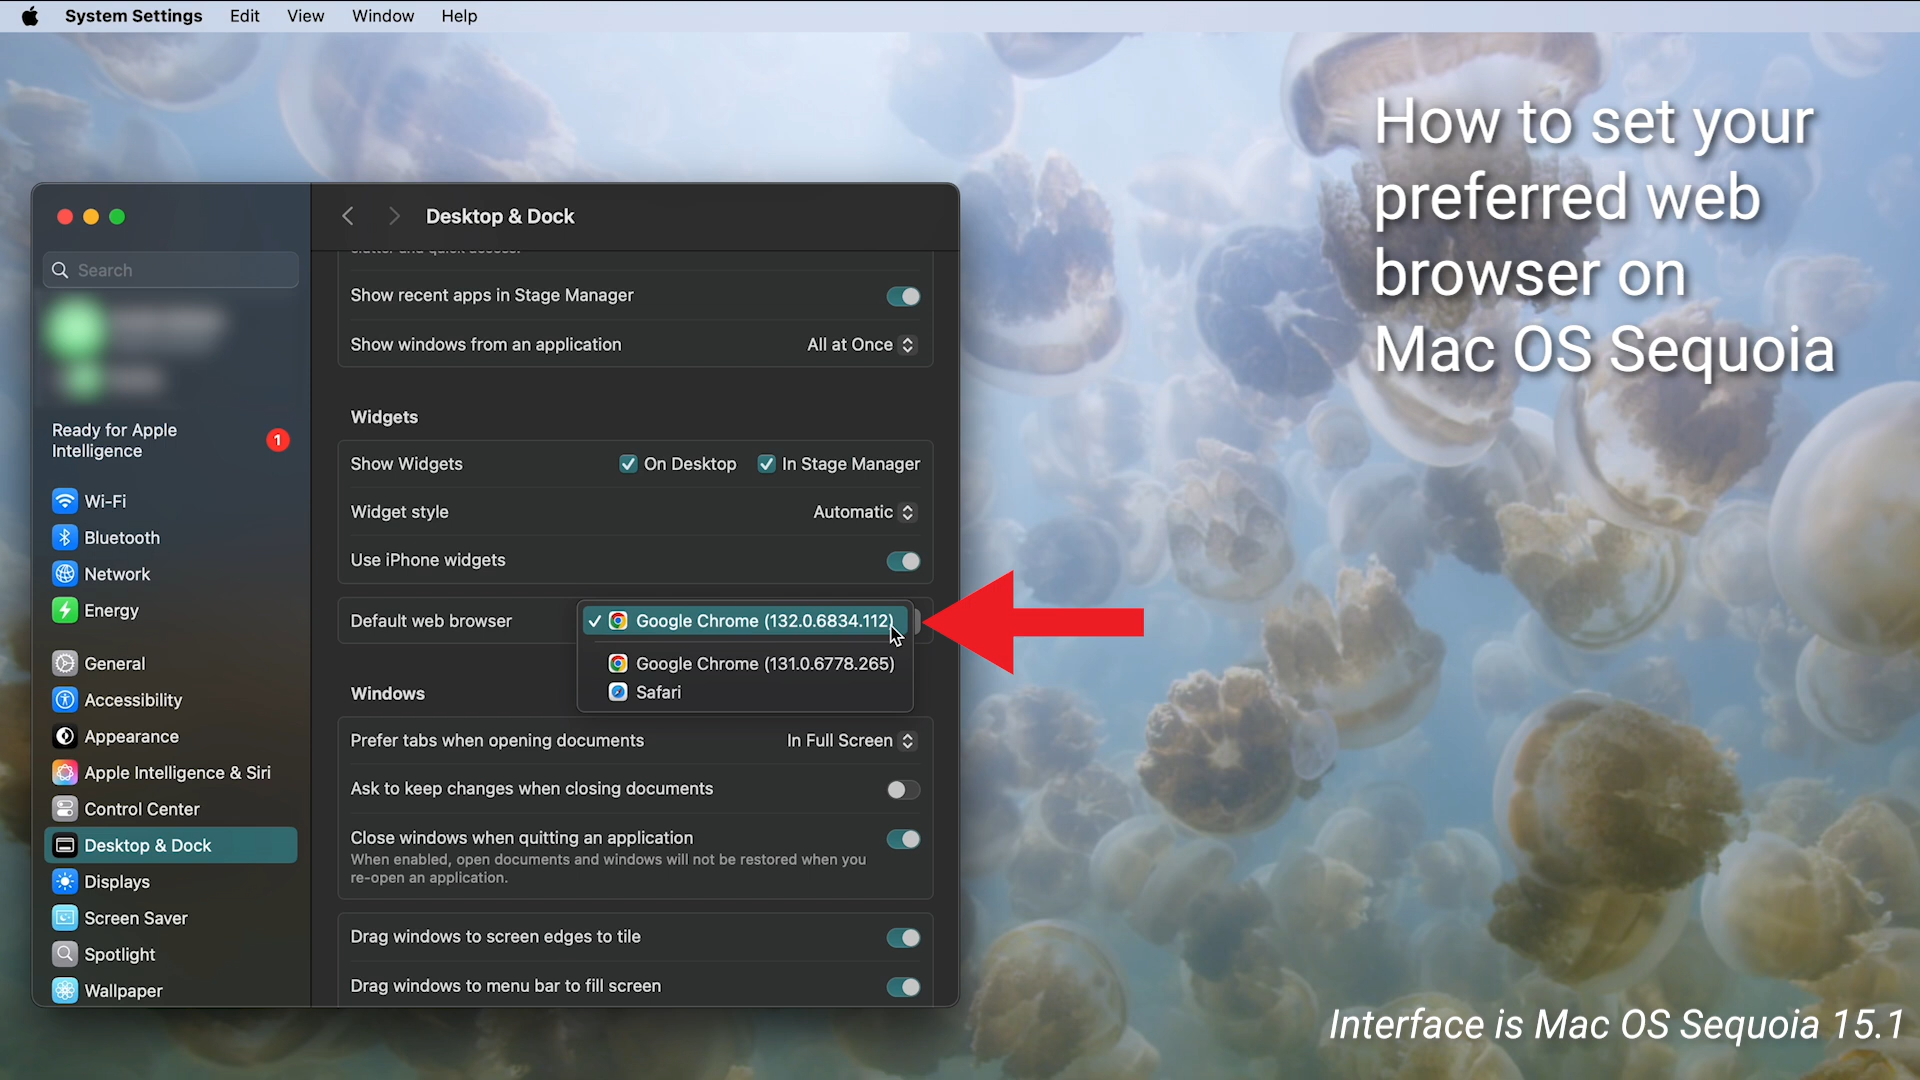 System Settings Edit View Window Help
How to set your
preferred web
browser on
Mac OS Sequoia
Search
Ready for Apple
Intelligence
1
Wi-Fi
Bluetooth
Network
Energy
General
Accessibility
Appearance
Apple Intelligence & Siri
Control Center
Desktop & Dock
Displays
Screen Saver
Spotlight
Wallpaper
Desktop & Dock
Show recent apps in Stage Manager
Show windows from an application All at Once
Widgets
Show Widgets On Desktop In Stage Manager
Widget style Automatic
Use iPhone widgets
Default web browser Google Chrome (132.0.6834.112)
Google Chrome (131.0.6778.265)
Safari
Windows
Prefer tabs when opening documents In Full Screen
Ask to keep changes when closing documents
Close windows when quitting an application
When enabled, open documents and windows will not be restored when you
re-open an application.
Drag windows to screen edges to tile
Drag windows to menu bar to fill screen
Interface is Mac OS Sequoia 15.1